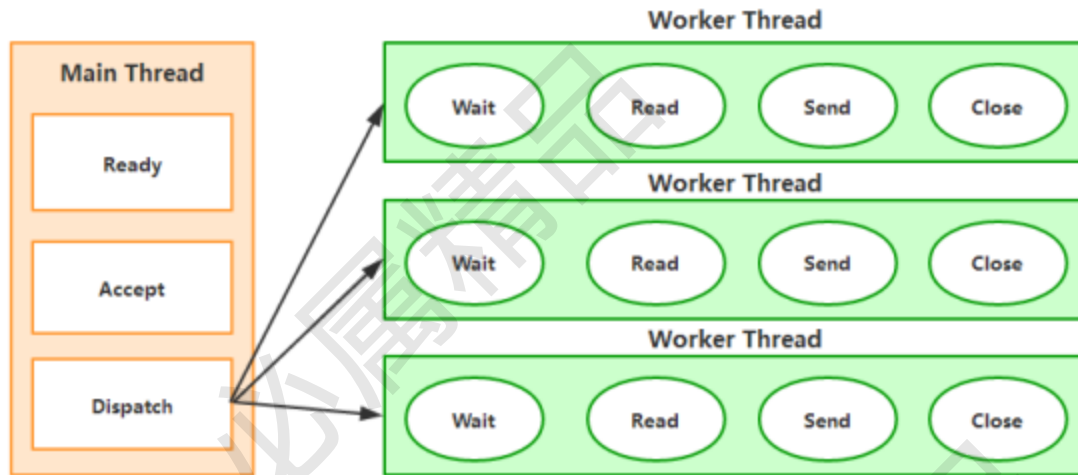 Worker Thread
Main Thread
Wait Read Send Close
Ready
Worker Thread
Wait Read Send Close
Accept
Worker Thread
Dispatch
Wait Read Send Close
必属精品